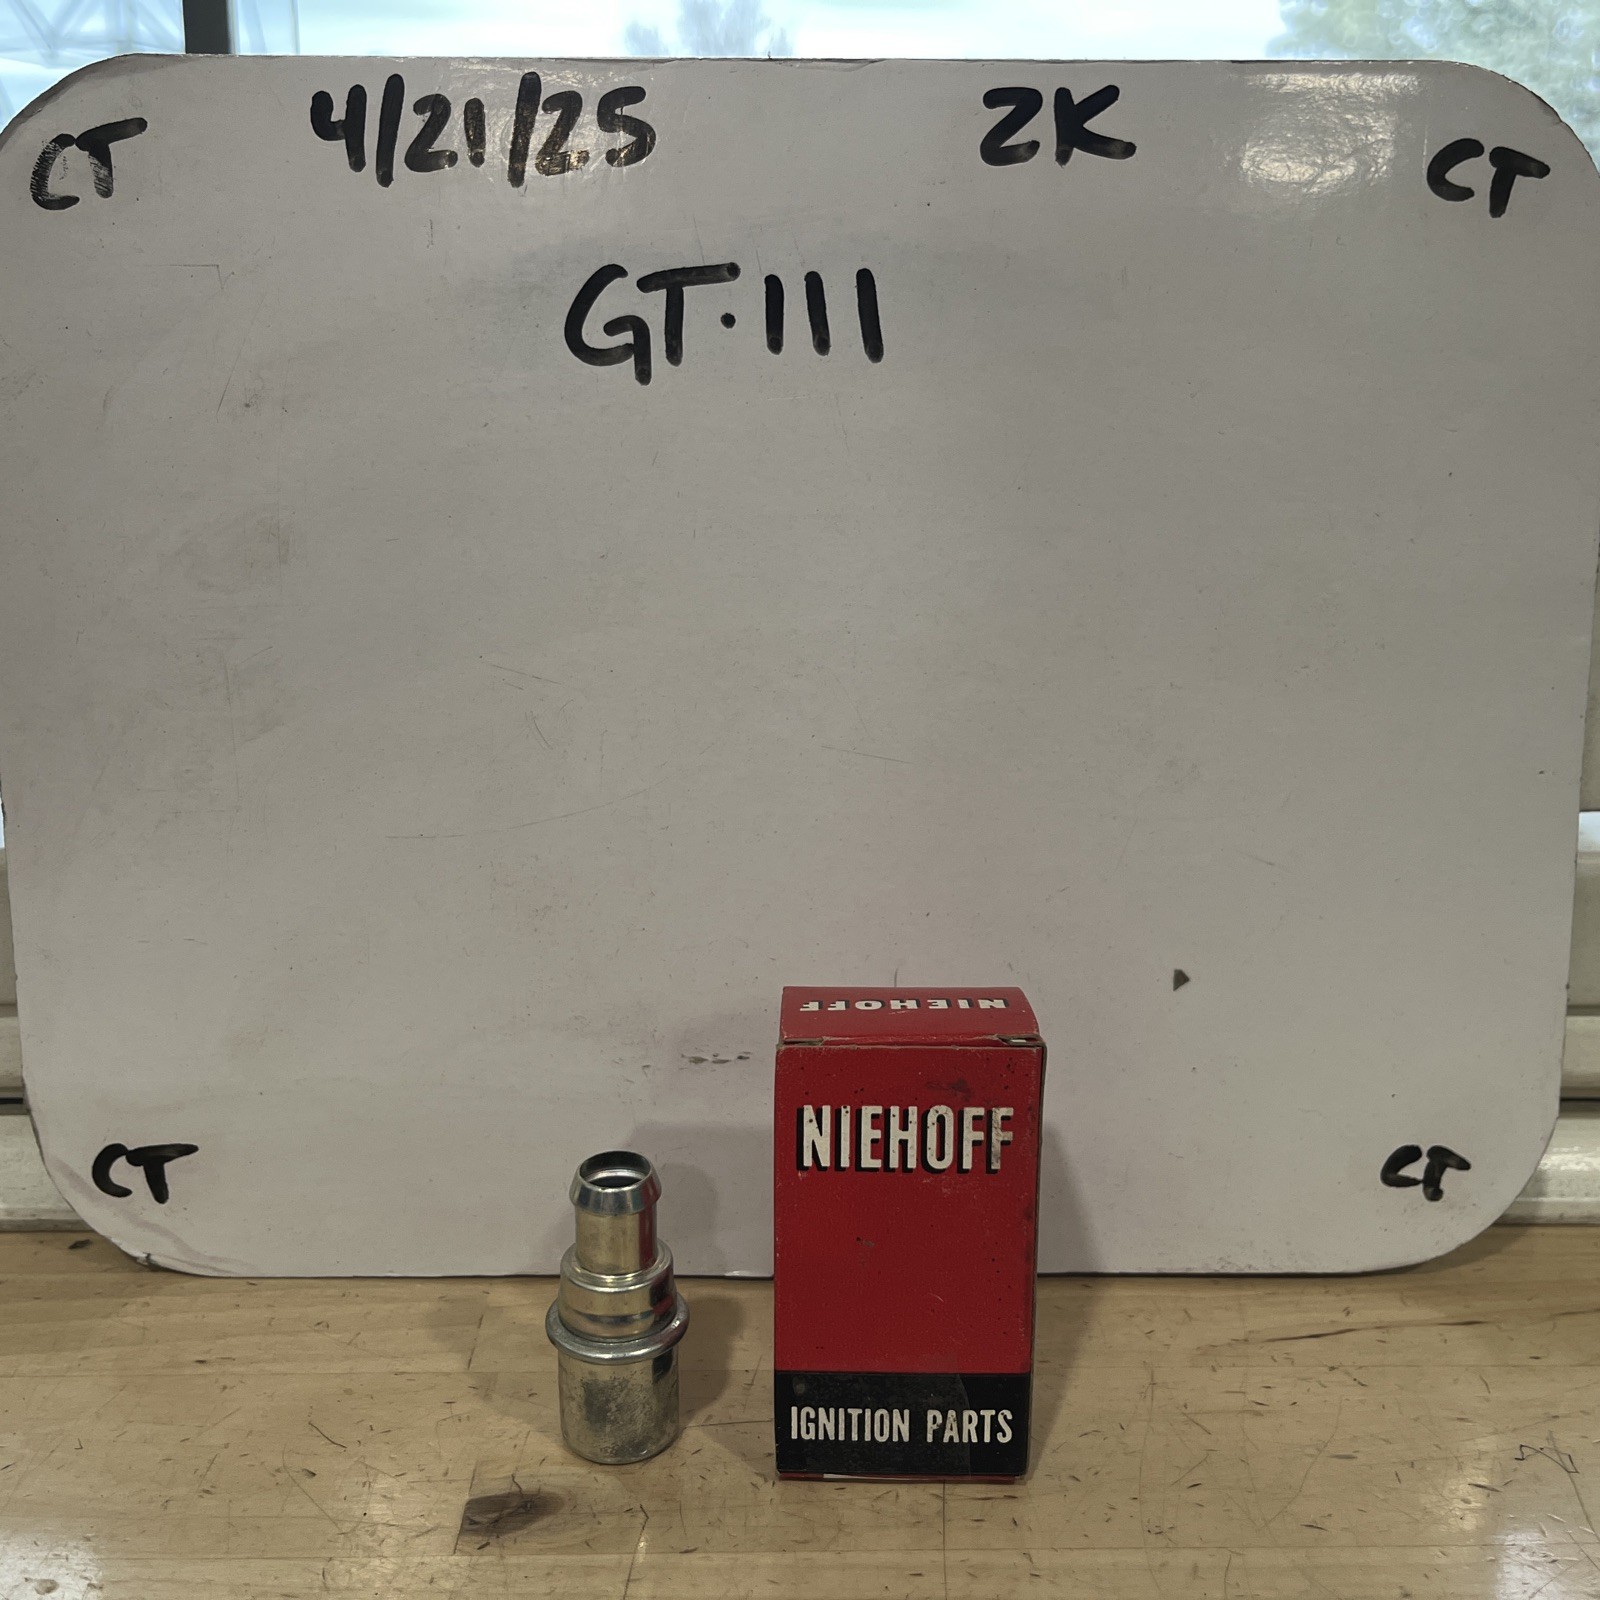 CT 4/21/25 2K CT
GT·111
NIEHOFF
NIEHOFF
CT CT
IGNITION PARTS